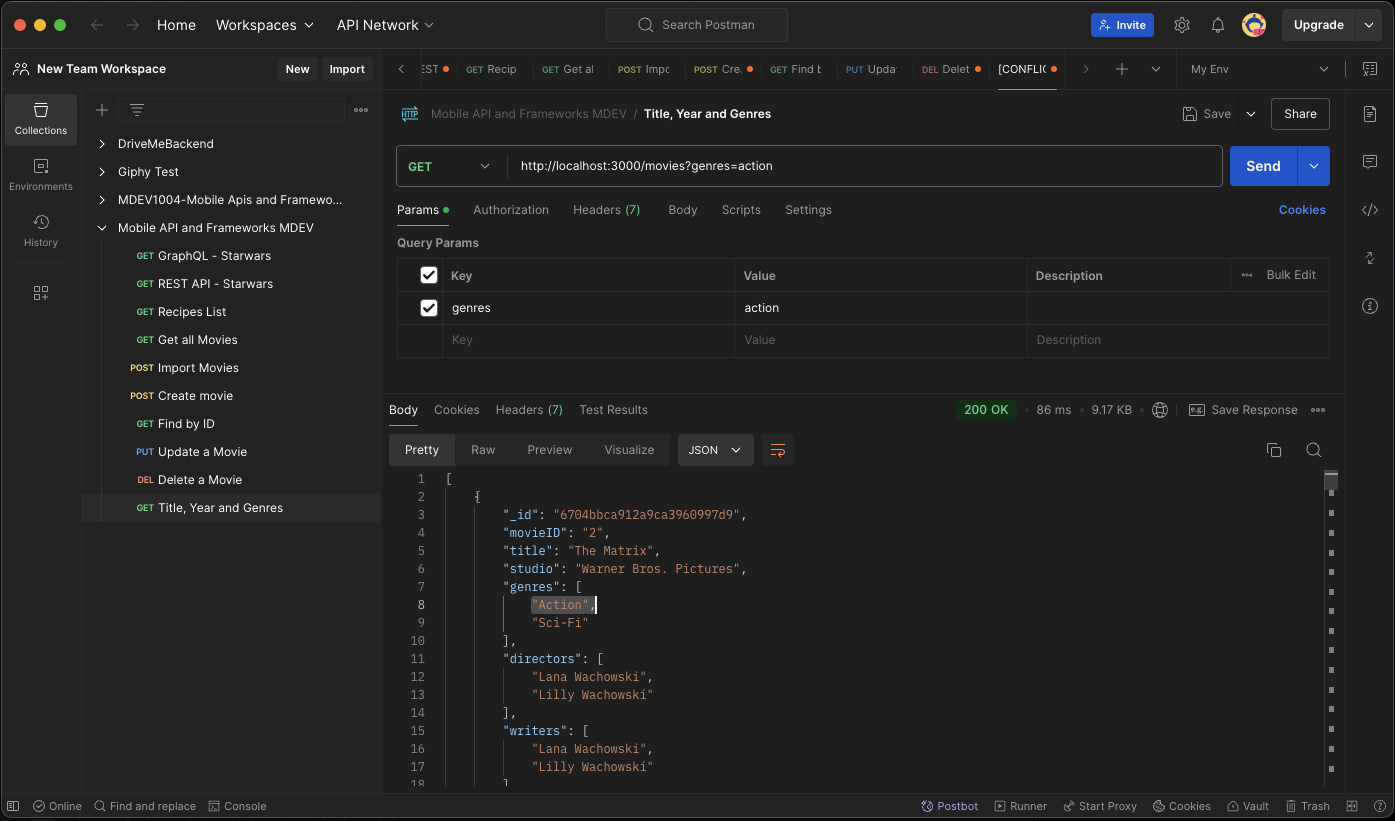 Home Workspaces API Network Search Postman Invite Upgrade
New Team Workspace New Import EST GET Recip GET Get al POST Impo POST Cre GET Find b PUT Upda DEL Delet [CONFLIC My Env
Collections
Environments
History
DriveMeBackend
Giphy Test
MDEV1004-Mobile Apis and Framewo...
Mobile API and Frameworks MDEV
GET GraphQL - Starwars
GET REST API - Starwars
GET Recipes List
GET Get all Movies
POST Import Movies
POST Create movie
GET Find by ID
PUT Update a Movie
DEL Delete a Movie
GET Title, Year and Genres
HTTP Mobile API and Frameworks MDEV / Title, Year and Genres Save Share
GET http://localhost:3000/movies?genres=action Send
Params Authorization Headers (7) Body Scripts Settings Cookies
Query Params
Key Value Description Bulk Edit
genres action
Key Value Description
Body Cookies Headers (7) Test Results 200 OK 86 ms 9.17 KB Save Response
Pretty Raw Preview Visualize JSON
1 [
2 {
3 "_id": "6704bbca912a9ca3960997d9",
4 "movieID": "2",
5 "title": "The Matrix",
6 "studio": "Warner Bros. Pictures",
7 "genres": [
8 "Action",
9 "Sci-Fi"
10 ],
11 "directors": [
12 "Lana Wachowski",
13 "Lilly Wachowski"
14 ],
15 "writers": [
16 "Lana Wachowski",
17 "Lilly Wachowski"
18 ]
Online Find and replace Console Postbot Runner Start Proxy Cookies Vault Trash